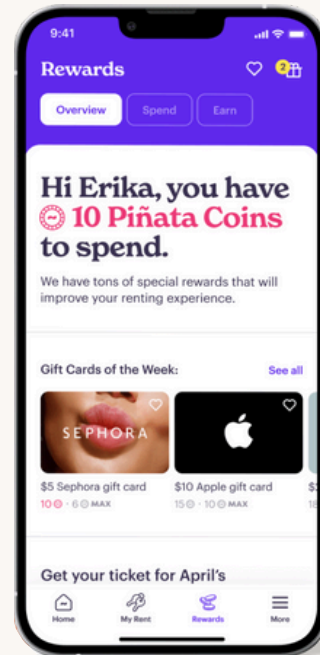 9:41
Rewards
2
Overview Spend Earn
Hi Erika, you have
10 Piñata Coins
to spend.
We have tons of special rewards that will
improve your renting experience.
Gift Cards of the Week: See all
SEPHORA
$5 Sephora gift card $10 Apple gift card
10 · 6 MAX 15 · 10 MAX
Get your ticket for April's
Home My Rent Rewards More